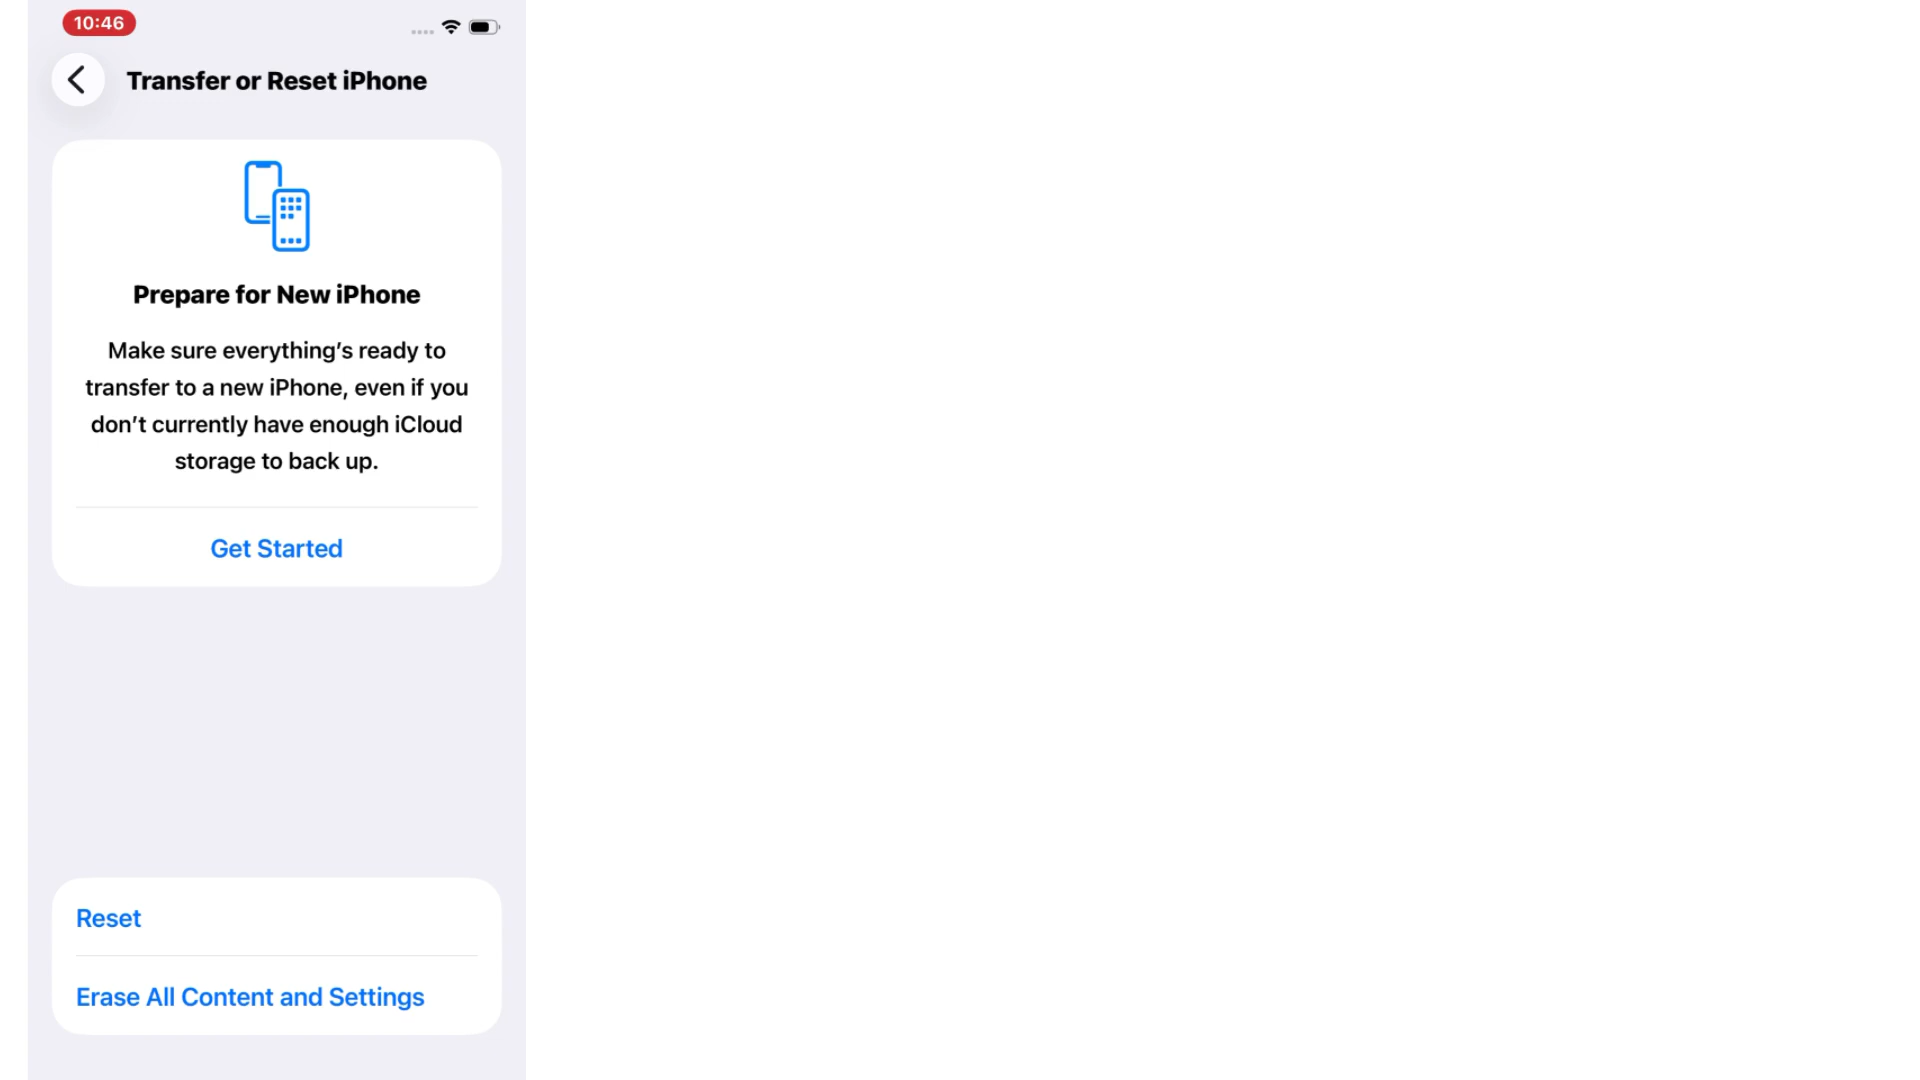 10:46
Transfer or Reset iPhone
Prepare for New iPhone
Make sure everything’s ready to
transfer to a new iPhone, even if you
don’t currently have enough iCloud
storage to back up.
Get Started
Reset
Erase All Content and Settings